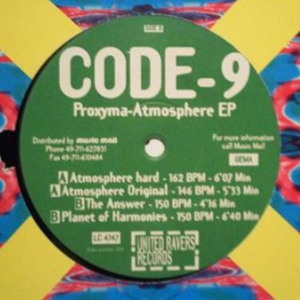 SIDE B
CODE-9
Proxyma-Atmosphere EP
Distributed by music mail
Phone 49-711-627831
Fax 49-711-610484
For more information
call Music Mail
GEMA
A Atmosphere hard - 162 BPM - 6'07 Min
A Atmosphere Original - 146 BPM - 5'33 Min
B The Answer - 150 BPM - 4'16 Min
B Planet of Harmonies - 150 BPM - 6'40 Min
LC 4747
UNITED RAVERS
RECORDS